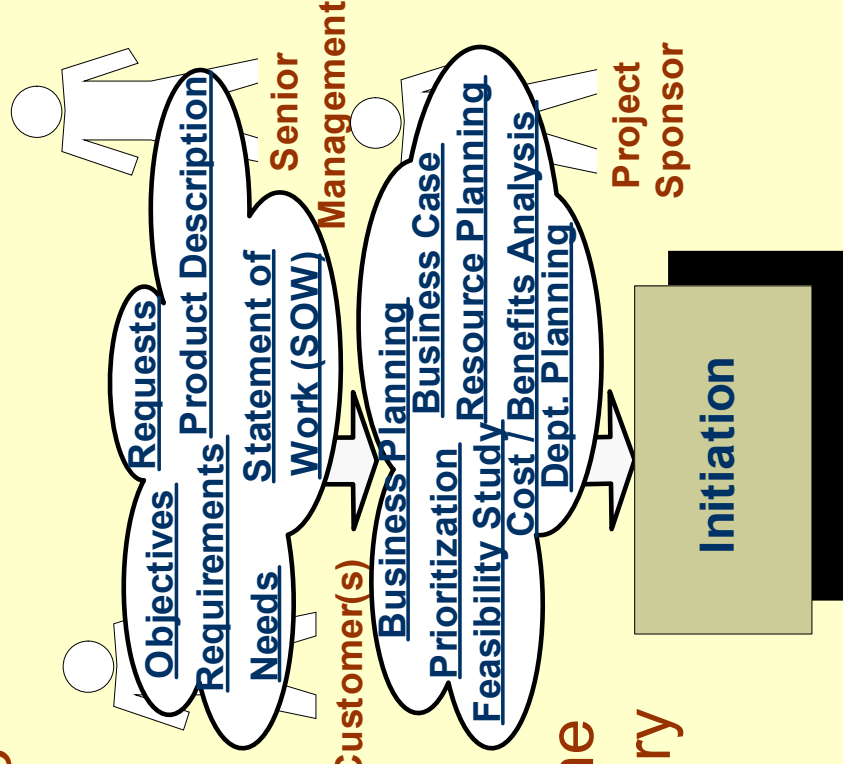 Requests
Objectives
Product Description
Requirements
Statement of
Work (SOW)
Needs
Senior
Management
Customer(s)
Business Planning
Business Case
Prioritization
Resource Planning
Feasibility Study
Cost / Benefits Analysis
Dept. Planning
Project
Sponsor
Initiation